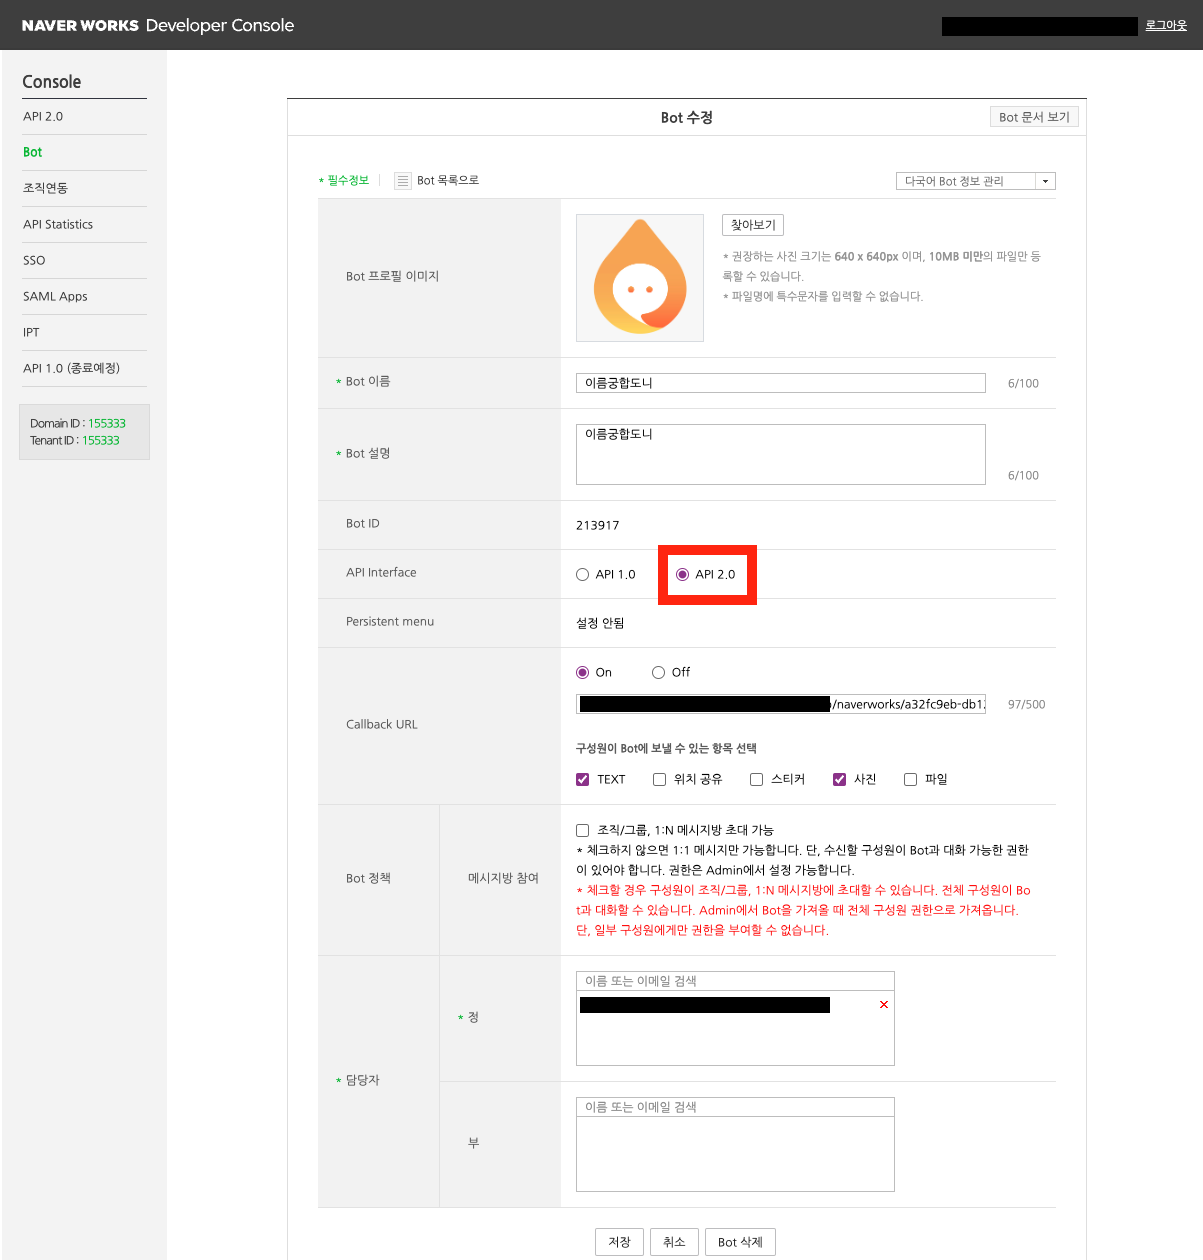 NAVER WORKS Developer Console
로그아웃
Console
API 2.0
Bot
조직연동
API Statistics
SSO
SAML Apps
IPT
API 1.0 (종료예정)
Domain ID : 155333
Tenant ID : 155333
Bot 수정
Bot 문서 보기
* 필수정보
Bot 목록으로
다국어 Bot 정보 관리
Bot 프로필 이미지
찾아보기
* 권장하는 사진 크기는 640 x 640px 이며, 10MB 미만의 파일만 등
록할 수 있습니다.
* 파일명에 특수문자를 입력할 수 없습니다.
* Bot 이름
이름궁합도니
6/100
* Bot 설명
이름궁합도니
6/100
Bot ID
213917
API Interface
API 1.0
API 2.0
Persistent menu
설정 안됨
Callback URL
On
Off
/naverworks/a32fc9eb-db12
97/500
구성원이 Bot에 보낼 수 있는 항목 선택
TEXT
위치 공유
스티커
사진
파일
Bot 정책
메시지방 참여
조직/그룹, 1:N 메시지방 초대 가능
* 체크하지 않으면 1:1 메시지만 가능합니다. 단, 수신할 구성원이 Bot과 대화 가능한 권한
이 있어야 합니다. 권한은 Admin에서 설정 가능합니다.
* 체크할 경우 구성원이 조직/그룹, 1:N 메시지방에 초대할 수 있습니다. 전체 구성원이 Bo
t과 대화할 수 있습니다. Admin에서 Bot을 가져올 때 전체 구성원 권한으로 가져옵니다.
단, 일부 구성원에게만 권한을 부여할 수 없습니다.
* 담당자
* 정
이름 또는 이메일 검색
부
이름 또는 이메일 검색
저장
취소
Bot 삭제